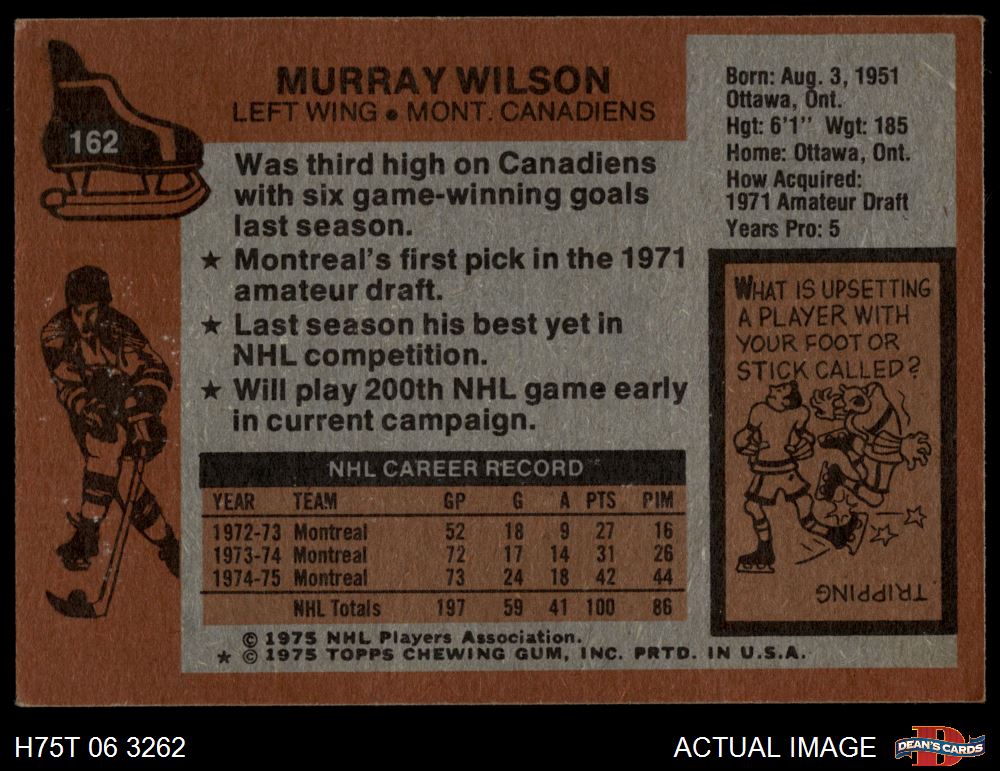 162
MURRAY WILSON
LEFT WING • MONT. CANADIENS
Was third high on Canadiens
with six game-winning goals
last season.
★ Montreal's first pick in the 1971
amateur draft.
★ Last season his best yet in
NHL competition.
★ Will play 200th NHL game early
in current campaign.
NHL CAREER RECORD
YEAR TEAM GP G A PTS PIM
1972-73 Montreal 52 18 9 27 16
1973-74 Montreal 72 17 14 31 26
1974-75 Montreal 73 24 18 42 44
NHL Totals 197 59 41 100 86
© 1975 NHL Players Association.
★ © 1975 TOPPS CHEWING GUM, INC. PRTD. IN U.S.A.
Born: Aug. 3, 1951
Ottawa, Ont.
Hgt: 6'1" Wgt: 185
Home: Ottawa, Ont.
How Acquired:
1971 Amateur Draft
Years Pro: 5
WHAT IS UPSETTING
A PLAYER WITH
YOUR FOOT OR
STICK CALLED?
TRIPPING
H75T 06 3262
ACTUAL IMAGE
D
DEAN'S CARDS